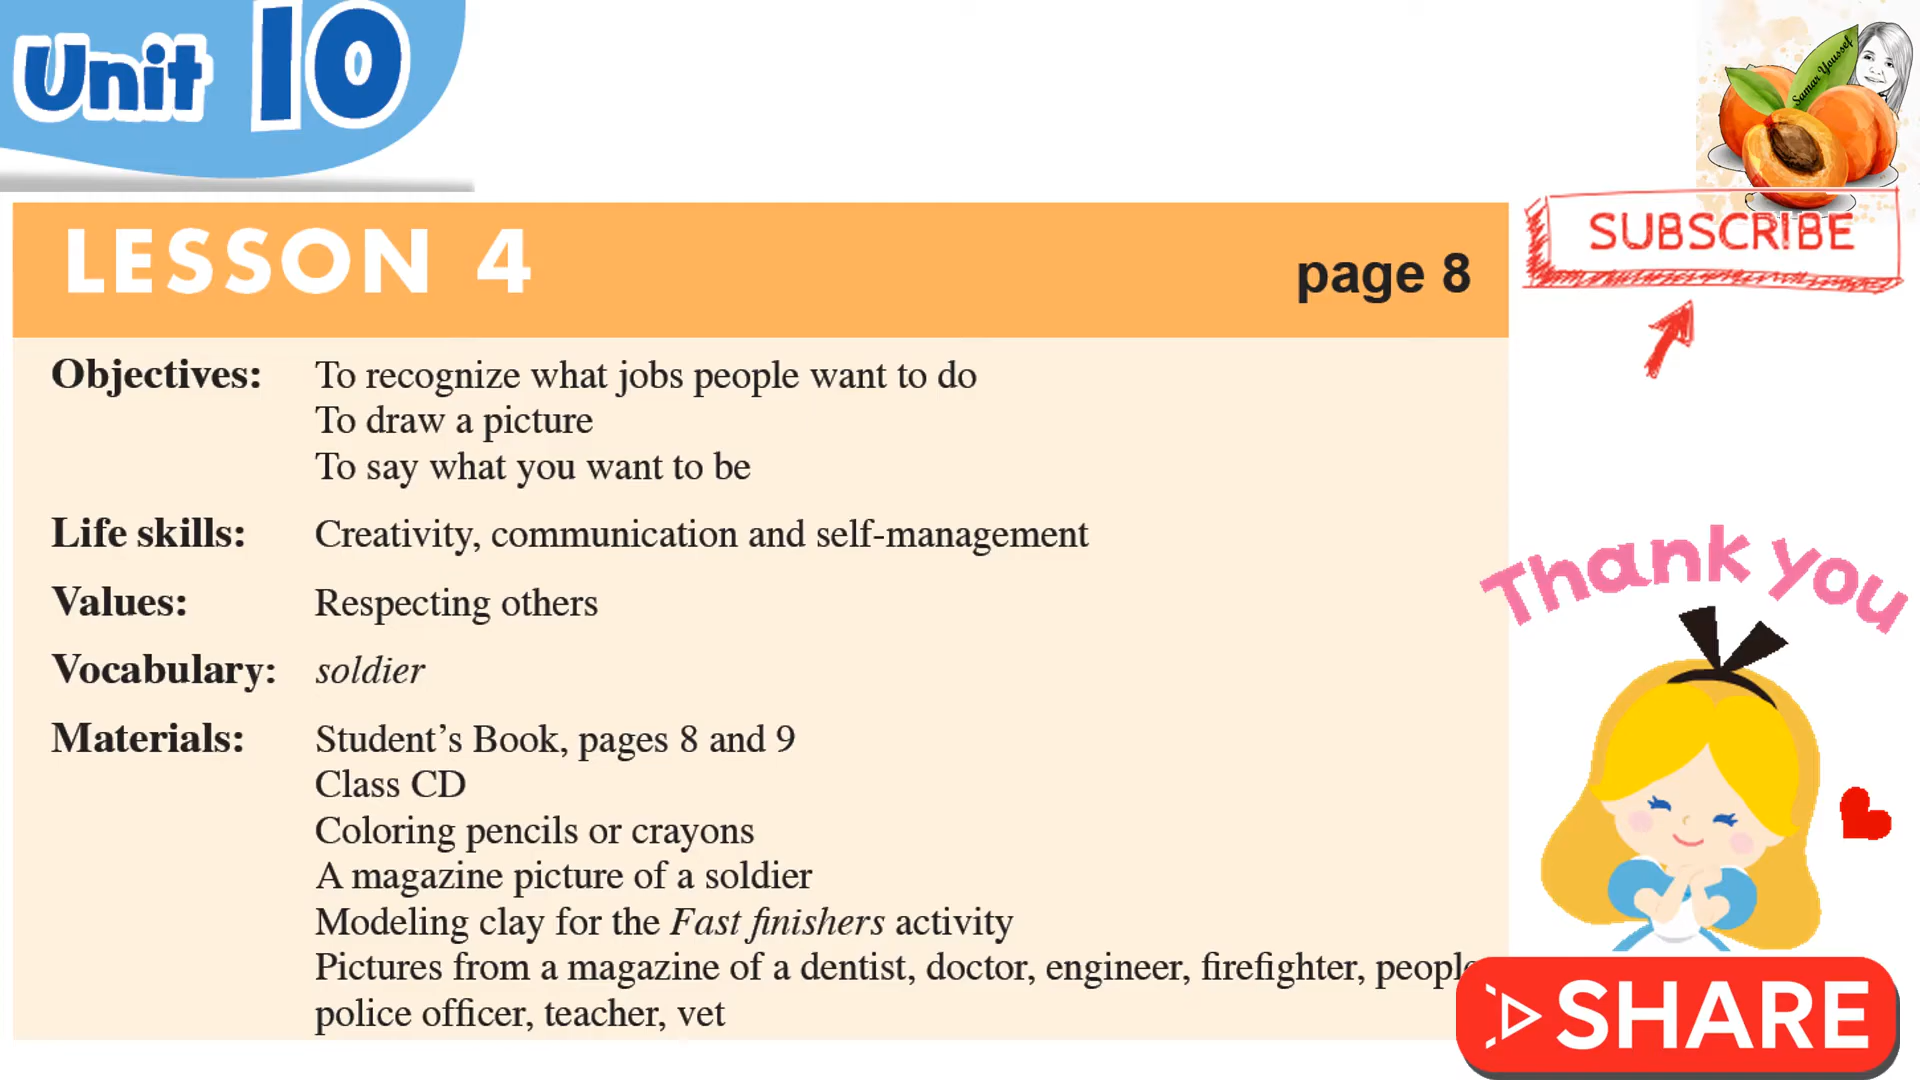 Unit 10
Samar Youssef
SUBSCRIBE
LESSON 4 page 8
Objectives: To recognize what jobs people want to do
To draw a picture
To say what you want to be
Life skills: Creativity, communication and self-management
Thank you
Values: Respecting others
Vocabulary: soldier
Materials: Student’s Book, pages 8 and 9
Class CD
Coloring pencils or crayons
A magazine picture of a soldier
Modeling clay for the Fast finishers activity
Pictures from a magazine of a dentist, doctor, engineer, firefighter, people
police officer, teacher, vet
SHARE